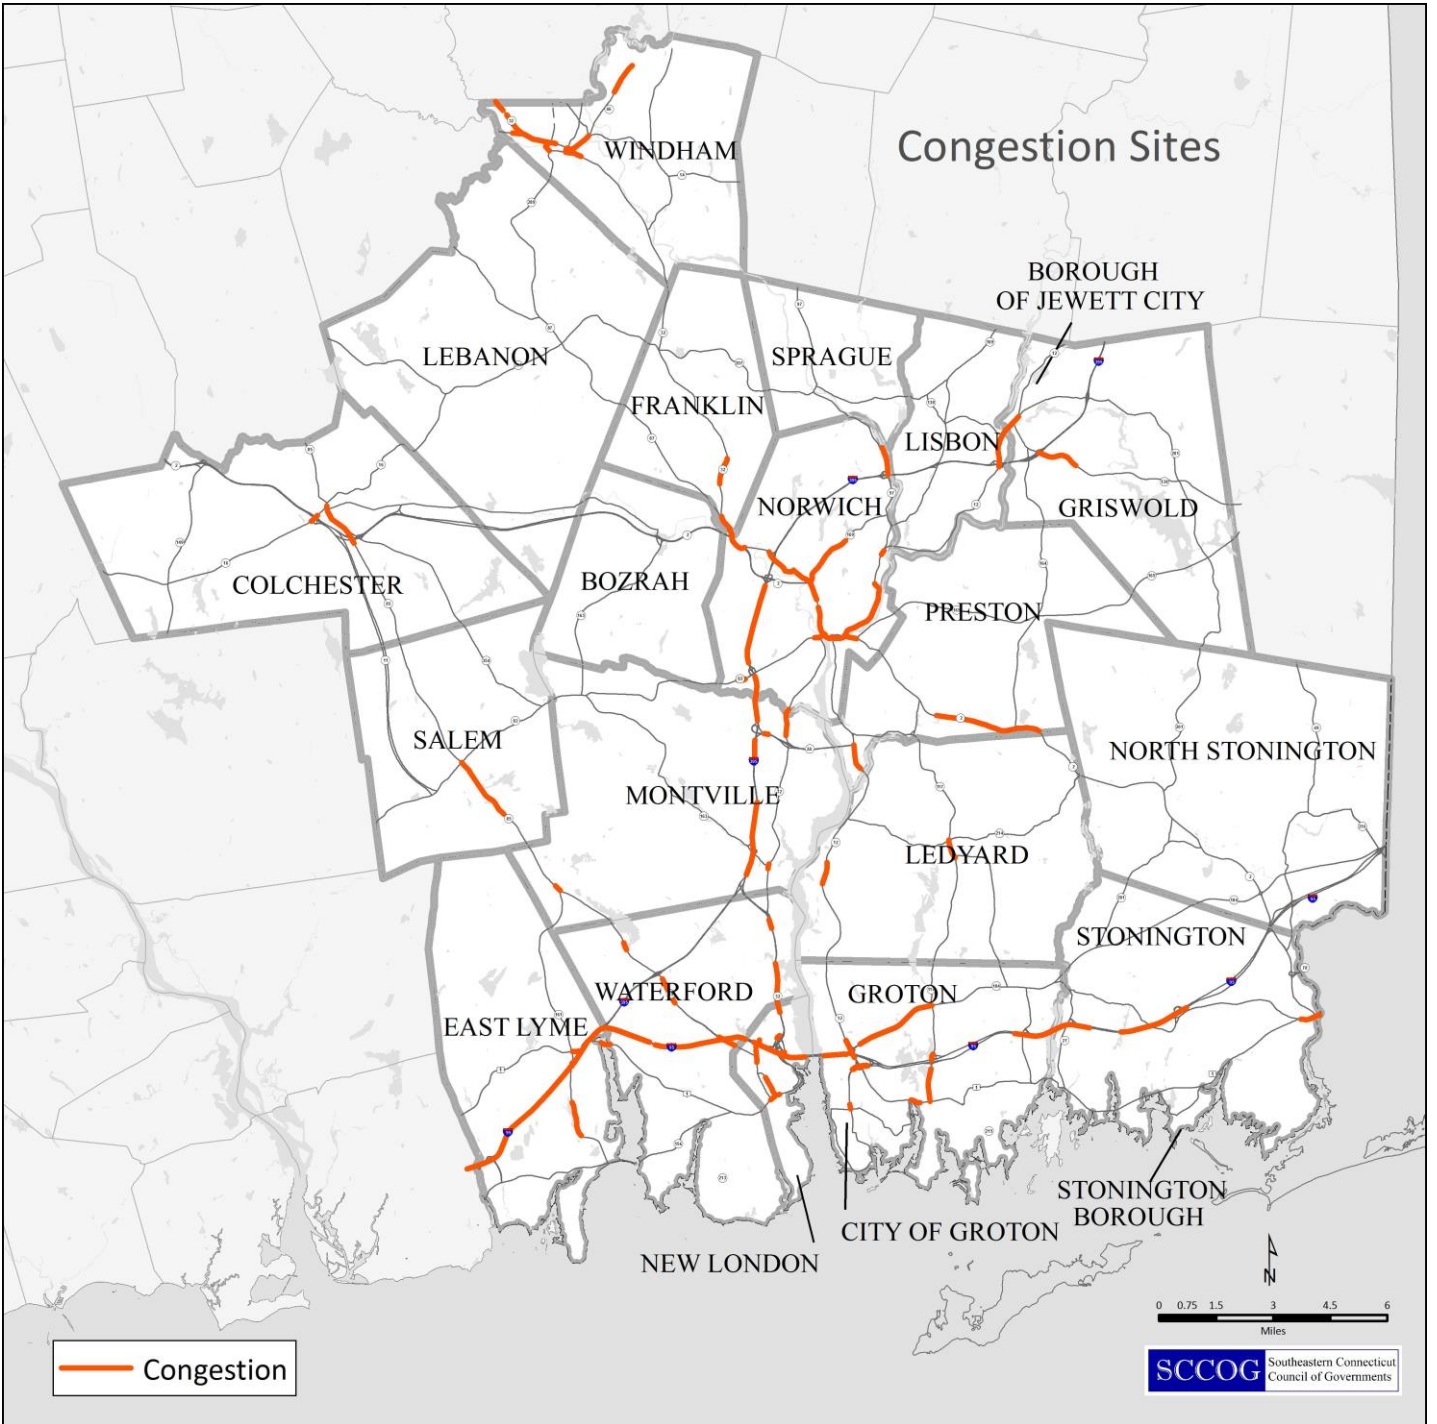 Congestion Sites
WINDHAM
BOROUGH
OF JEWETT CITY
LEBANON
SPRAGUE
FRANKLIN
LISBON
NORWICH
GRISWOLD
COLCHESTER
BOZRAH
PRESTON
SALEM
NORTH STONINGTON
MONTVILLE
LEDYARD
STONINGTON
WATERFORD
GROTON
EAST LYME
STONINGTON
BOROUGH
CITY OF GROTON
NEW LONDON
N
0 0.75 1.5 3 4.5 6
Miles
Congestion
SCCOG
Southeastern Connecticut
Council of Governments